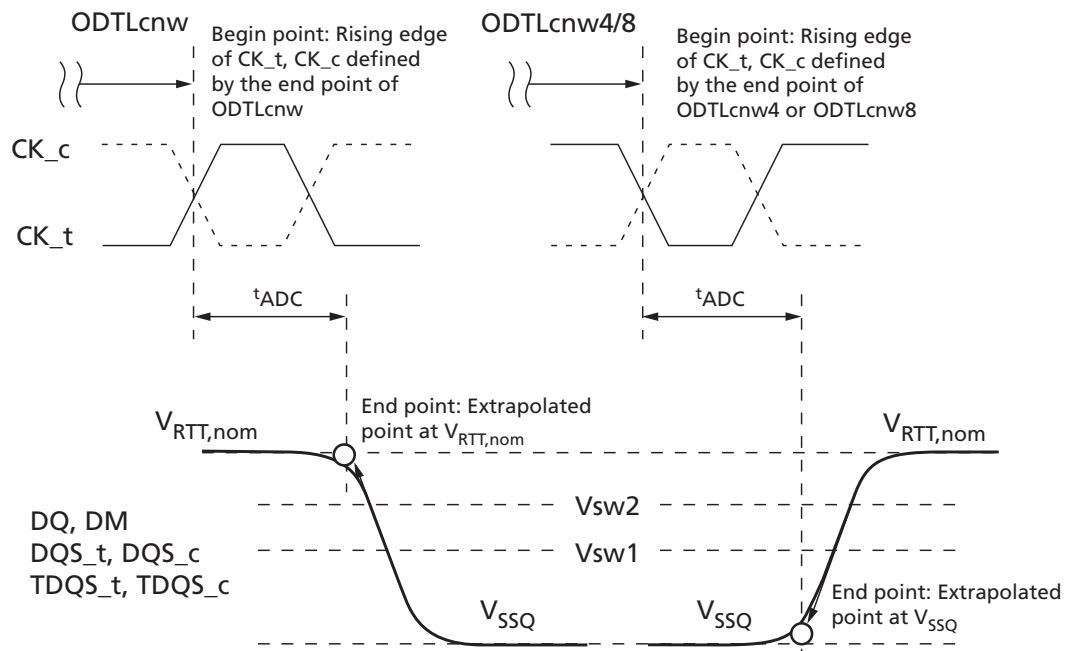 ODTLcnw
Begin point: Rising edge
of CK_t, CK_c defined
by the end point of
ODTLcnw
ODTLcnw4/8
Begin point: Rising edge
of CK_t, CK_c defined
by the end point of
ODTLcnw4 or ODTLcnw8
CK_c
CK_t
tADC
tADC
VRTT,nom
End point: Extrapolated
point at VRTT,nom
VRTT,nom
Vsw2
Vsw1
DQ, DM
DQS_t, DQS_c
TDQS_t, TDQS_c
VSSQ
VSSQ
End point: Extrapolated
point at VSSQ